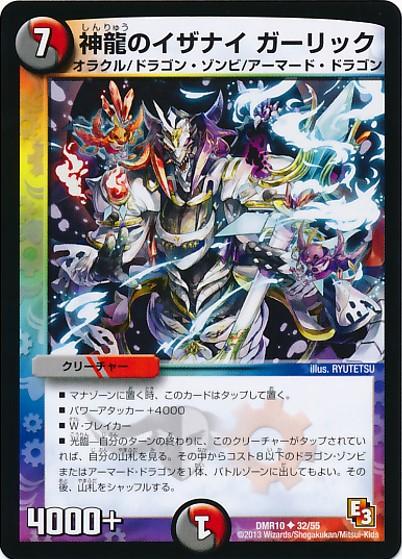 7
しんりゅう
神龍のイザナイ ガーリック
オラクル/ドラゴン・ゾンビ/アーマード・ドラゴン
illus. RYUTETSU
クリーチャー
■ マナゾーンに置く時、このカードはタップして置く。
■ パワーアタッカー+4000
■ W・ブレイカー
■ 光龍―自分のターンの終わりに、このクリーチャーがタップされてい
れば、自分の山札を見る。その中からコスト8以下のドラゴン・ゾンビ
またはアーマード・ドラゴンを1体、バトルゾーンに出してもよい。その
後、山札をシャッフルする。
4000+
1
E3
DMR10 ◆ 32/55
©2013 Wizards/Shogakukan/Mitsui-Kids